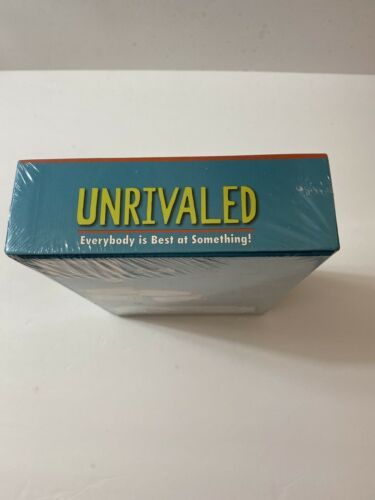 UNRIVALED
Everybody is Best at Something!